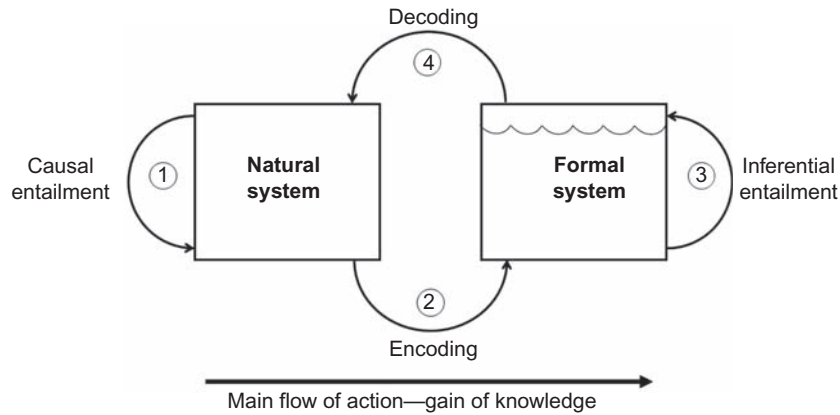 Decoding
4
Causal
entailment
1
Natural
system
Formal
system
3
Inferential
entailment
2
Encoding
Main flow of action—gain of knowledge